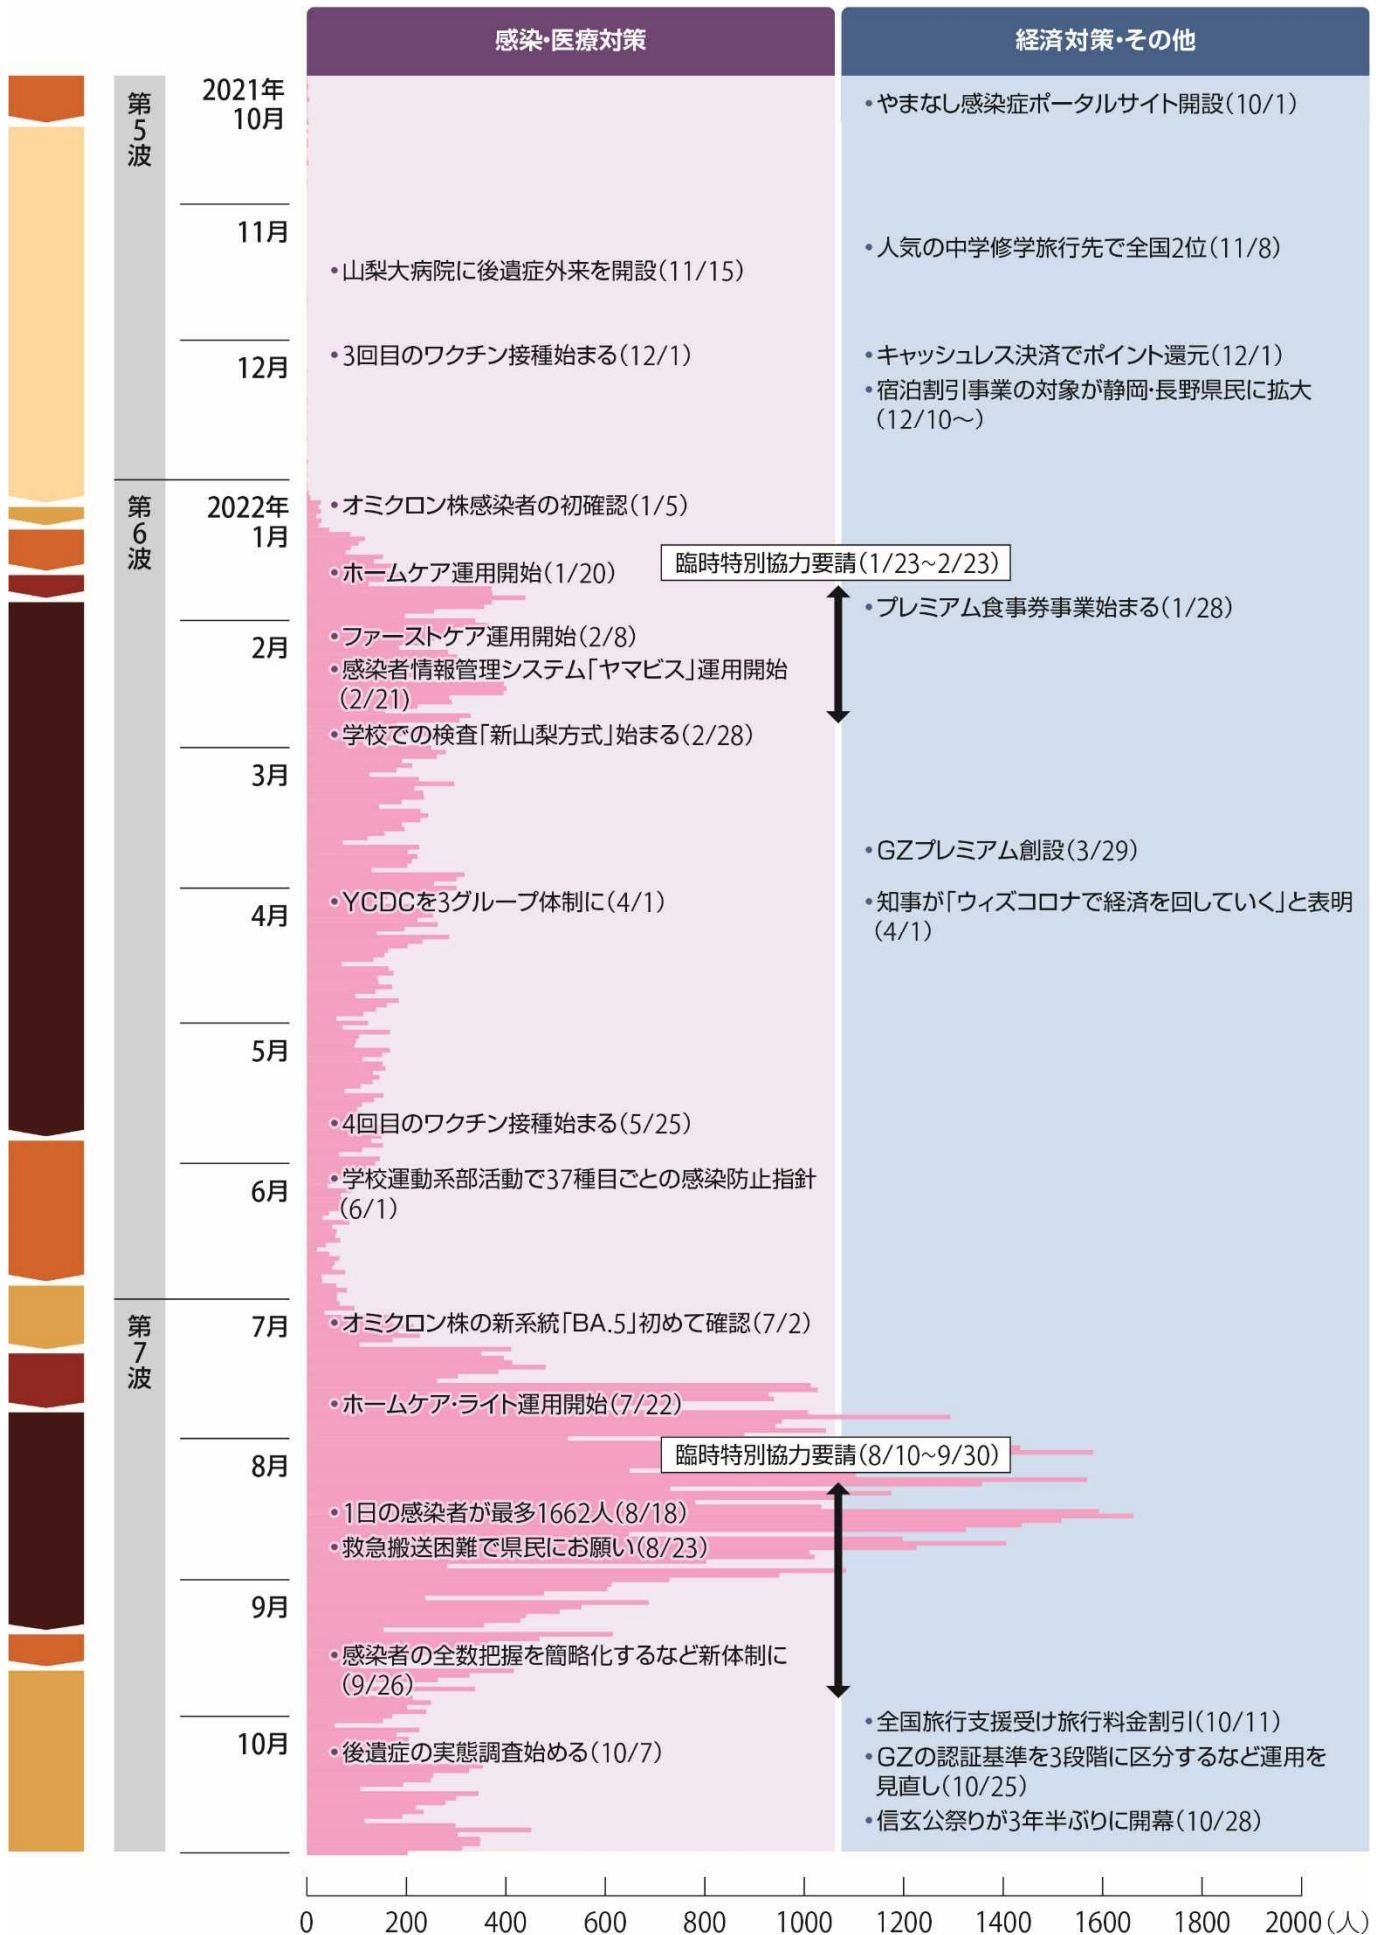 感染・医療対策
経済対策・その他
第5波
2021年
10月
・やまなし感染症ポータルサイト開設(10/1)
11月
・人気の中学修学旅行先で全国2位(11/8)
・山梨大病院に後遺症外来を開設(11/15)
12月
・3回目のワクチン接種始まる(12/1)
・キャッシュレス決済でポイント還元(12/1)
・宿泊割引事業の対象が静岡・長野県民に拡大
(12/10～)
第6波
2022年
1月
・オミクロン株感染者の初確認(1/5)
臨時特別協力要請(1/23~2/23)
・ホームケア運用開始(1/20)
・プレミアム食事券事業始まる(1/28)
2月
・ファーストケア運用開始(2/8)
・感染者情報管理システム「ヤマビス」運用開始
(2/21)
・学校での検査「新山梨方式」始まる(2/28)
3月
・GZプレミアム創設(3/29)
4月
・YCDCを3グループ体制に(4/1)
・知事が「ウィズコロナで経済を回していく」と表明
(4/1)
5月
・4回目のワクチン接種始まる(5/25)
6月
・学校運動系部活動で37種目ごとの感染防止指針
(6/1)
第7波
7月
・オミクロン株の新系統「BA.5」初めて確認(7/2)
・ホームケア・ライト運用開始(7/22)
8月
臨時特別協力要請(8/10~9/30)
・1日の感染者が最多1662人(8/18)
・救急搬送困難で県民にお願い(8/23)
9月
・感染者の全数把握を簡略化するなど新体制に
(9/26)
10月
・全国旅行支援受け旅行料金割引(10/11)
・後遺症の実態調査始める(10/7)
・GZの認証基準を3段階に区分するなど運用を
見直し(10/25)
・信玄公祭りが3年半ぶりに開幕(10/28)
0 200 400 600 800 1000 1200 1400 1600 1800 2000(人)